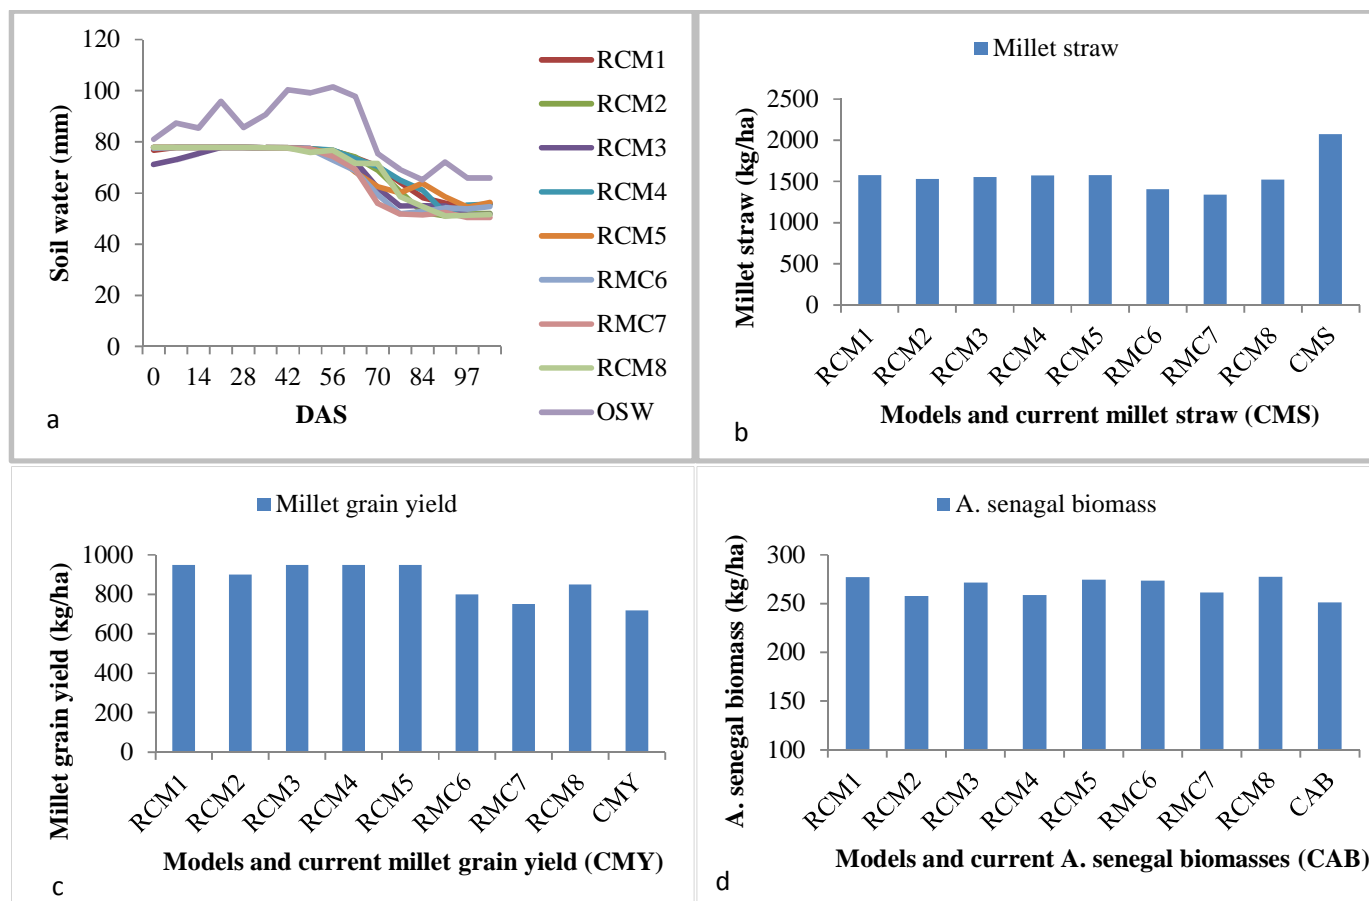 120
100
80
60
40
20
0
Soil water (mm)
0 14 28 42 56 70 84 97
DAS
RCM1
RCM2
RCM3
RCM4
RCM5
RMC6
RMC7
RCM8
OSW
a
Millet straw
2500
2000
1500
1000
500
0
Millet straw (kg/ha)
RCM1 RCM2 RCM3 RCM4 RCM5 RMC6 RMC7 RCM8 CMS
Models and current millet straw (CMS)
b
Millet grain yield
1000
800
600
400
200
0
Millet grain yield (kg/ha)
RCM1 RCM2 RCM3 RCM4 RCM5 RMC6 RMC7 RCM8 CMY
Models and current millet grain yield (CMY)
c
A. senagal biomass
300
250
200
150
100
A. senegal biomass (kg/ha)
RCM1 RCM2 RCM3 RCM4 RCM5 RMC6 RMC7 RCM8 CAB
Models and current A. senegal biomasses (CAB)
d